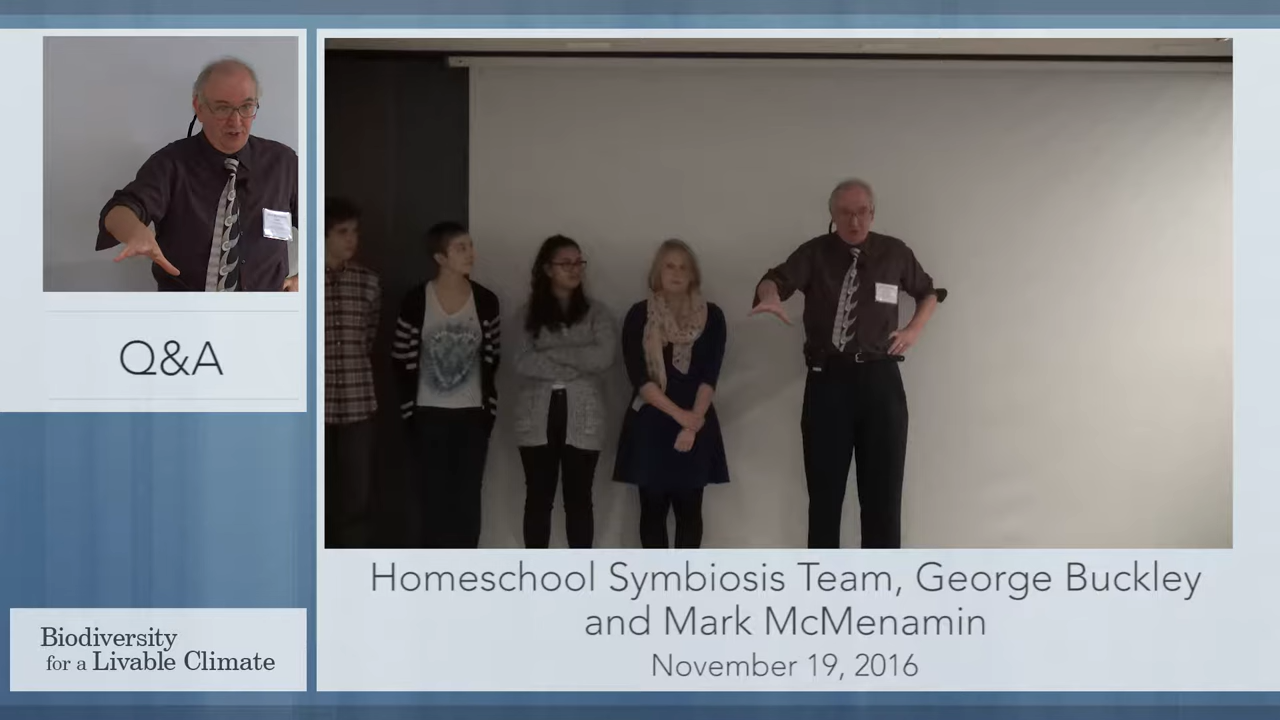 Q&A
Biodiversity
for a Livable Climate
Homeschool Symbiosis Team, George Buckley
and Mark McMenamin
November 19, 2016